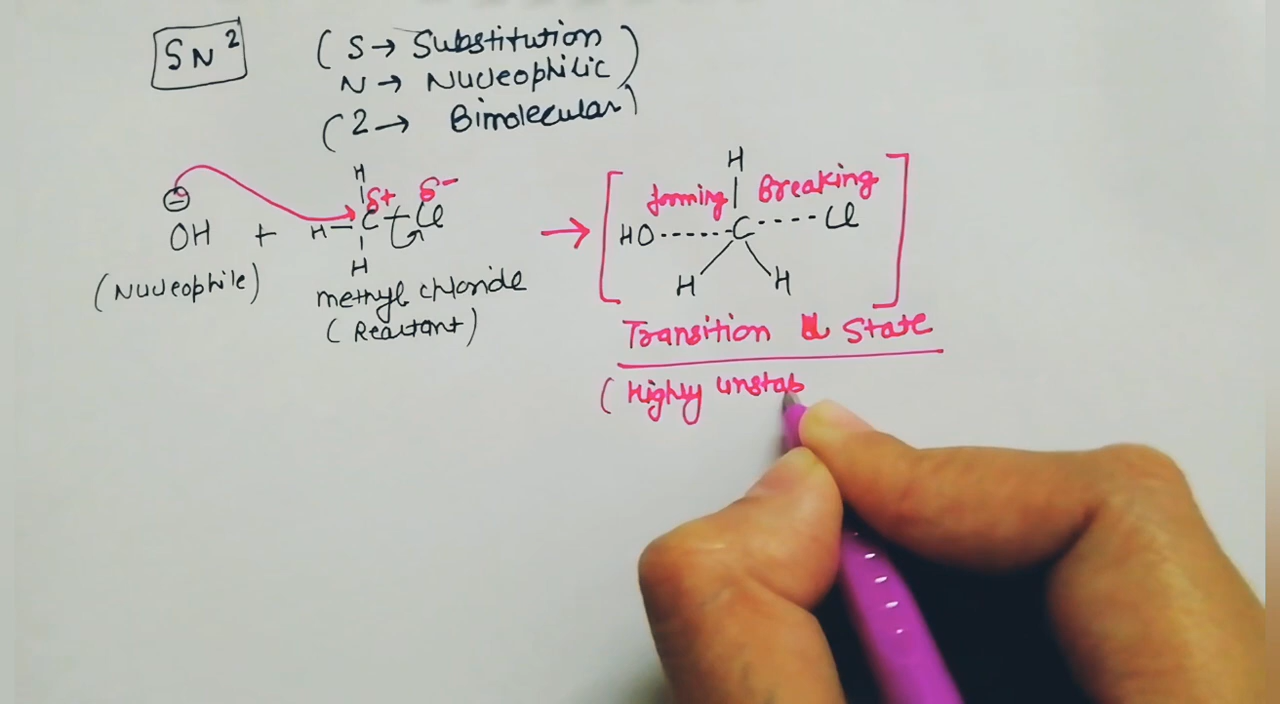 SN²
( S → Substitution
N → Nucleophilic )
( 2 → Bimolecular )
H
δ+ δ-
⊖
OH + H - C - Cl
H
(Nucleophile)
methyl chloride
(Reactant)
→
H
forming Breaking
HO ------ C ---- Cl
H H
Transition State
( Highly unstab